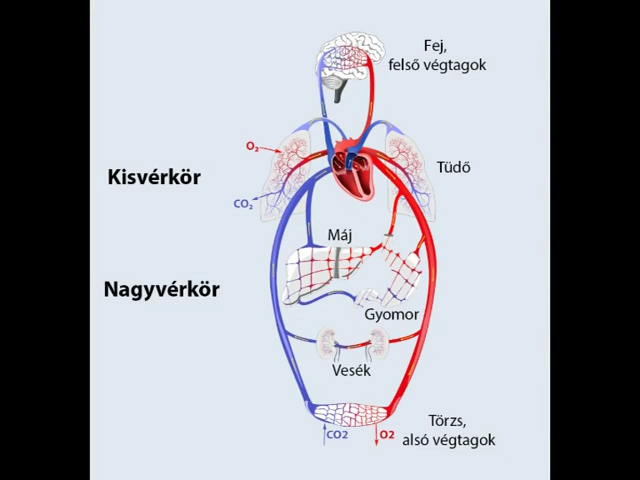 Fej,
felső végtagok
O₂
Kisvérkör
Tüdő
CO₂
Máj
Nagyvérkör
Gyomor
Vesék
Törzs,
alsó végtagok
CO2
O2